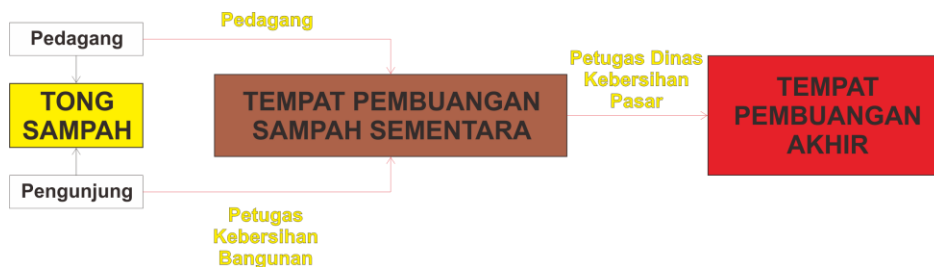 Pedagang
Pedagang
TONG
SAMPAH
Pengunjung
TEMPAT PEMBUANGAN
SAMPAH SEMENTARA
Petugas
Kebersihan
Bangunan
Petugas Dinas
Kebersihan
Pasar
TEMPAT
PEMBUANGAN
AKHIR